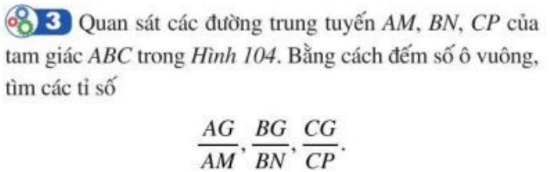 3 Quan sát các đường trung tuyến AM, BN, CP của
tam giác ABC trong Hình 104. Bằng cách đếm số ô vuông,
tìm các tỉ số
AG/AM, BG/BN, CG/CP.